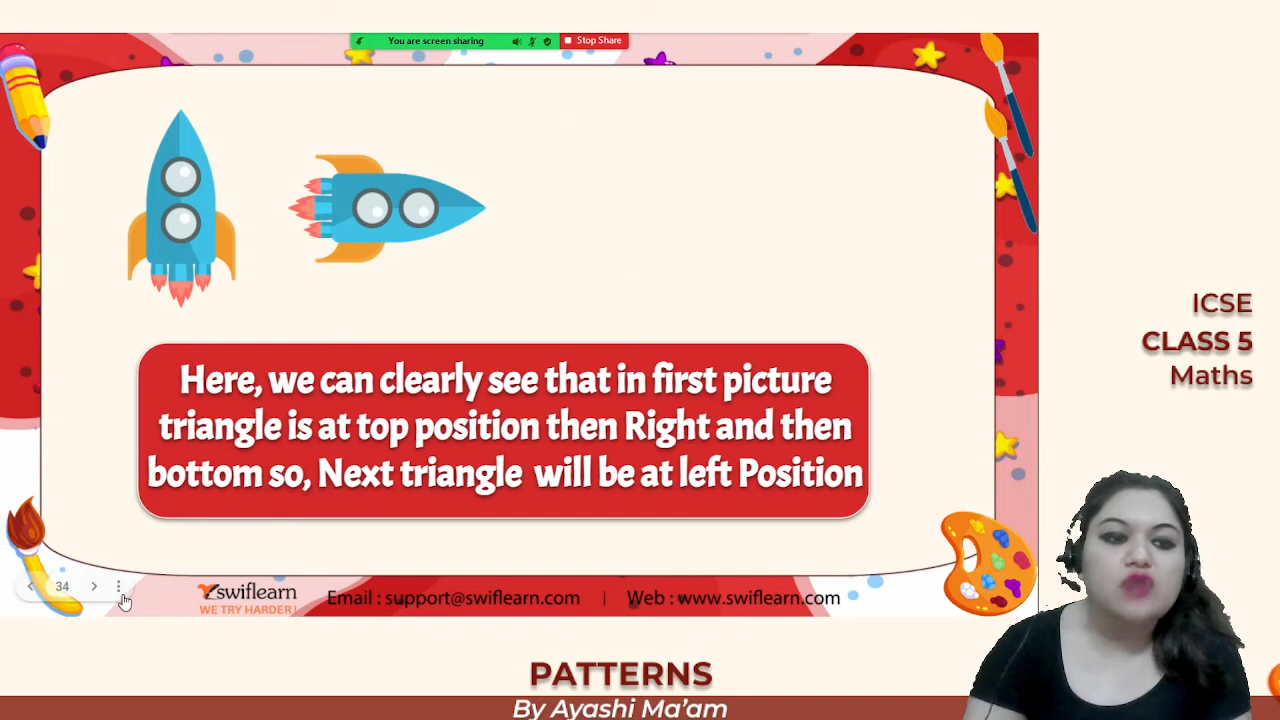 You are screen sharing
Stop Share
Here, we can clearly see that in first picture
triangle is at top position then Right and then
bottom so, Next triangle will be at left Position
ICSE
CLASS 5
Maths
34
swiflearn
WE TRY HARDER!
Email : support@swiflearn.com | Web : www.swiflearn.com
PATTERNS
By Ayashi Ma'am